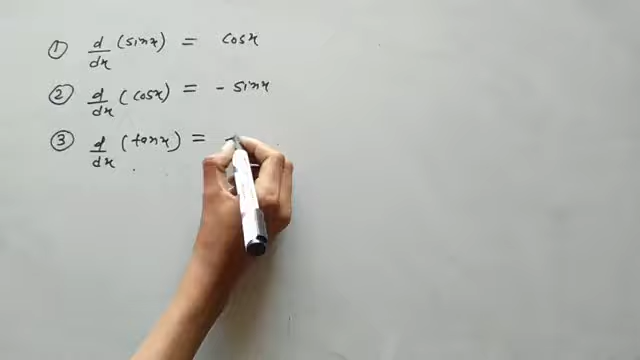 ① d/dx (sinx) = cosx
② d/dx (cosx) = - sinx
③ d/dx (tanx) =